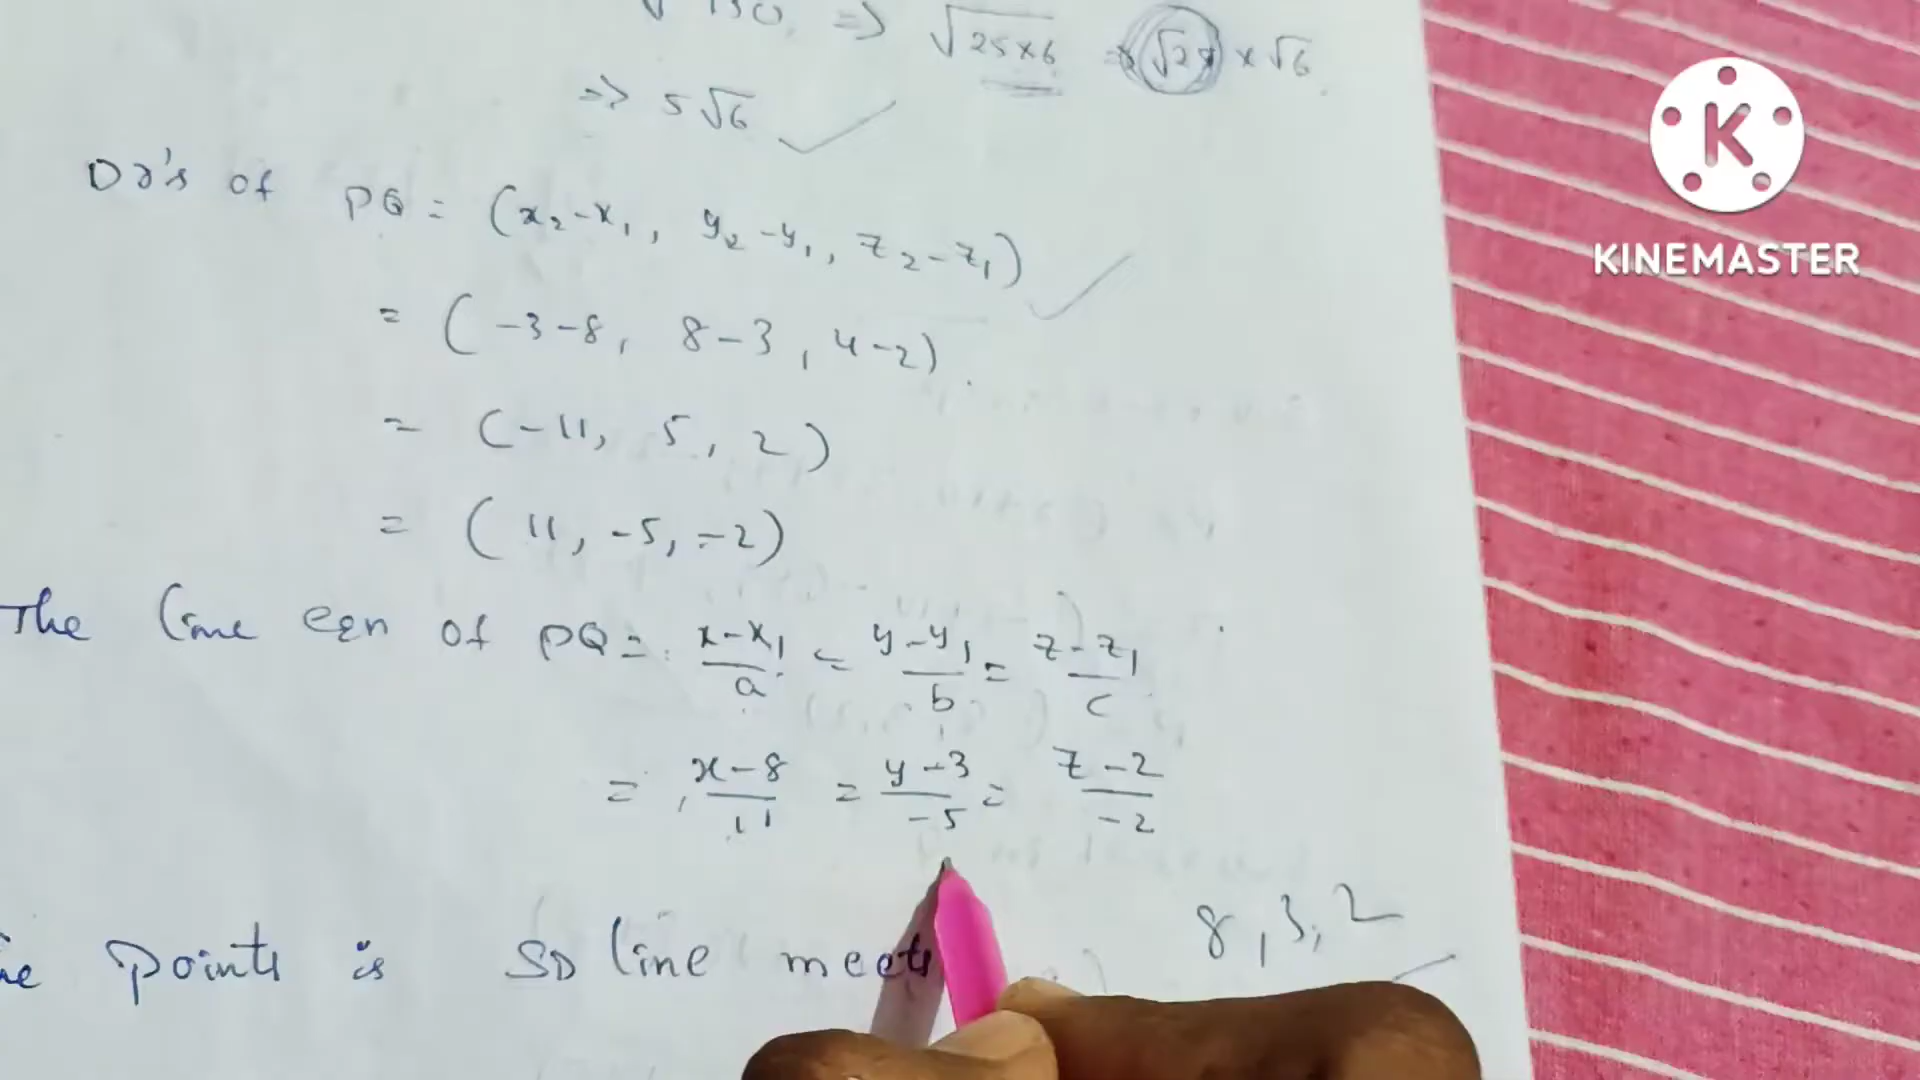 √150, => √25×6 => √25 × √6.
=> 5√6
Dr's of PQ = (x₂-x₁, y₂-y₁, z₂-z₁)
= (-3-8, 8-3, 4-2).
= (-11, 5, 2)
= (11, -5, -2)
The line eqn of PQ = x-x₁/a = y-y₁/b = z-z₁/c
= x-8/11 = y-3/-5 = z-2/-2
8, 3, 2
points is SD line meets
K
KINEMASTER